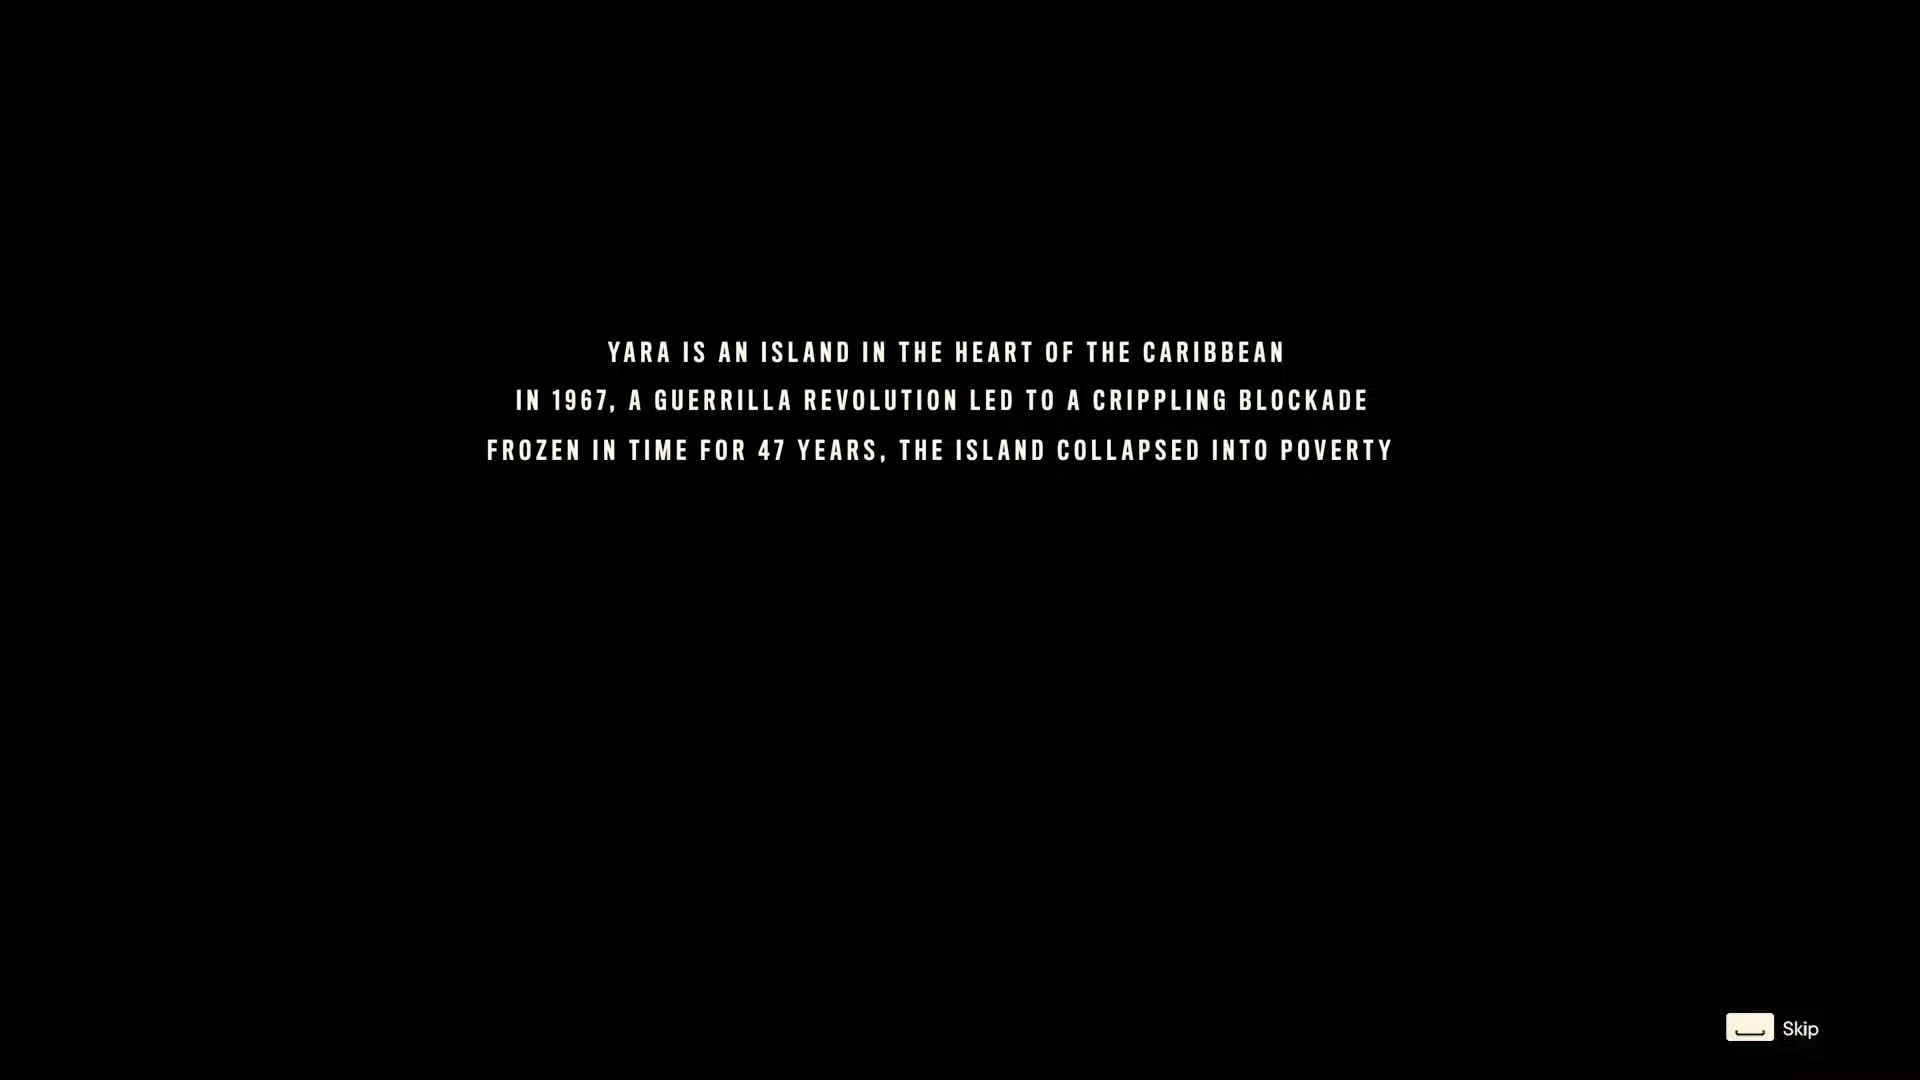 YARA IS AN ISLAND IN THE HEART OF THE CARIBBEAN
IN 1967, A GUERRILLA REVOLUTION LED TO A CRIPPLING BLOCKADE
FROZEN IN TIME FOR 47 YEARS, THE ISLAND COLLAPSED INTO POVERTY
Skip